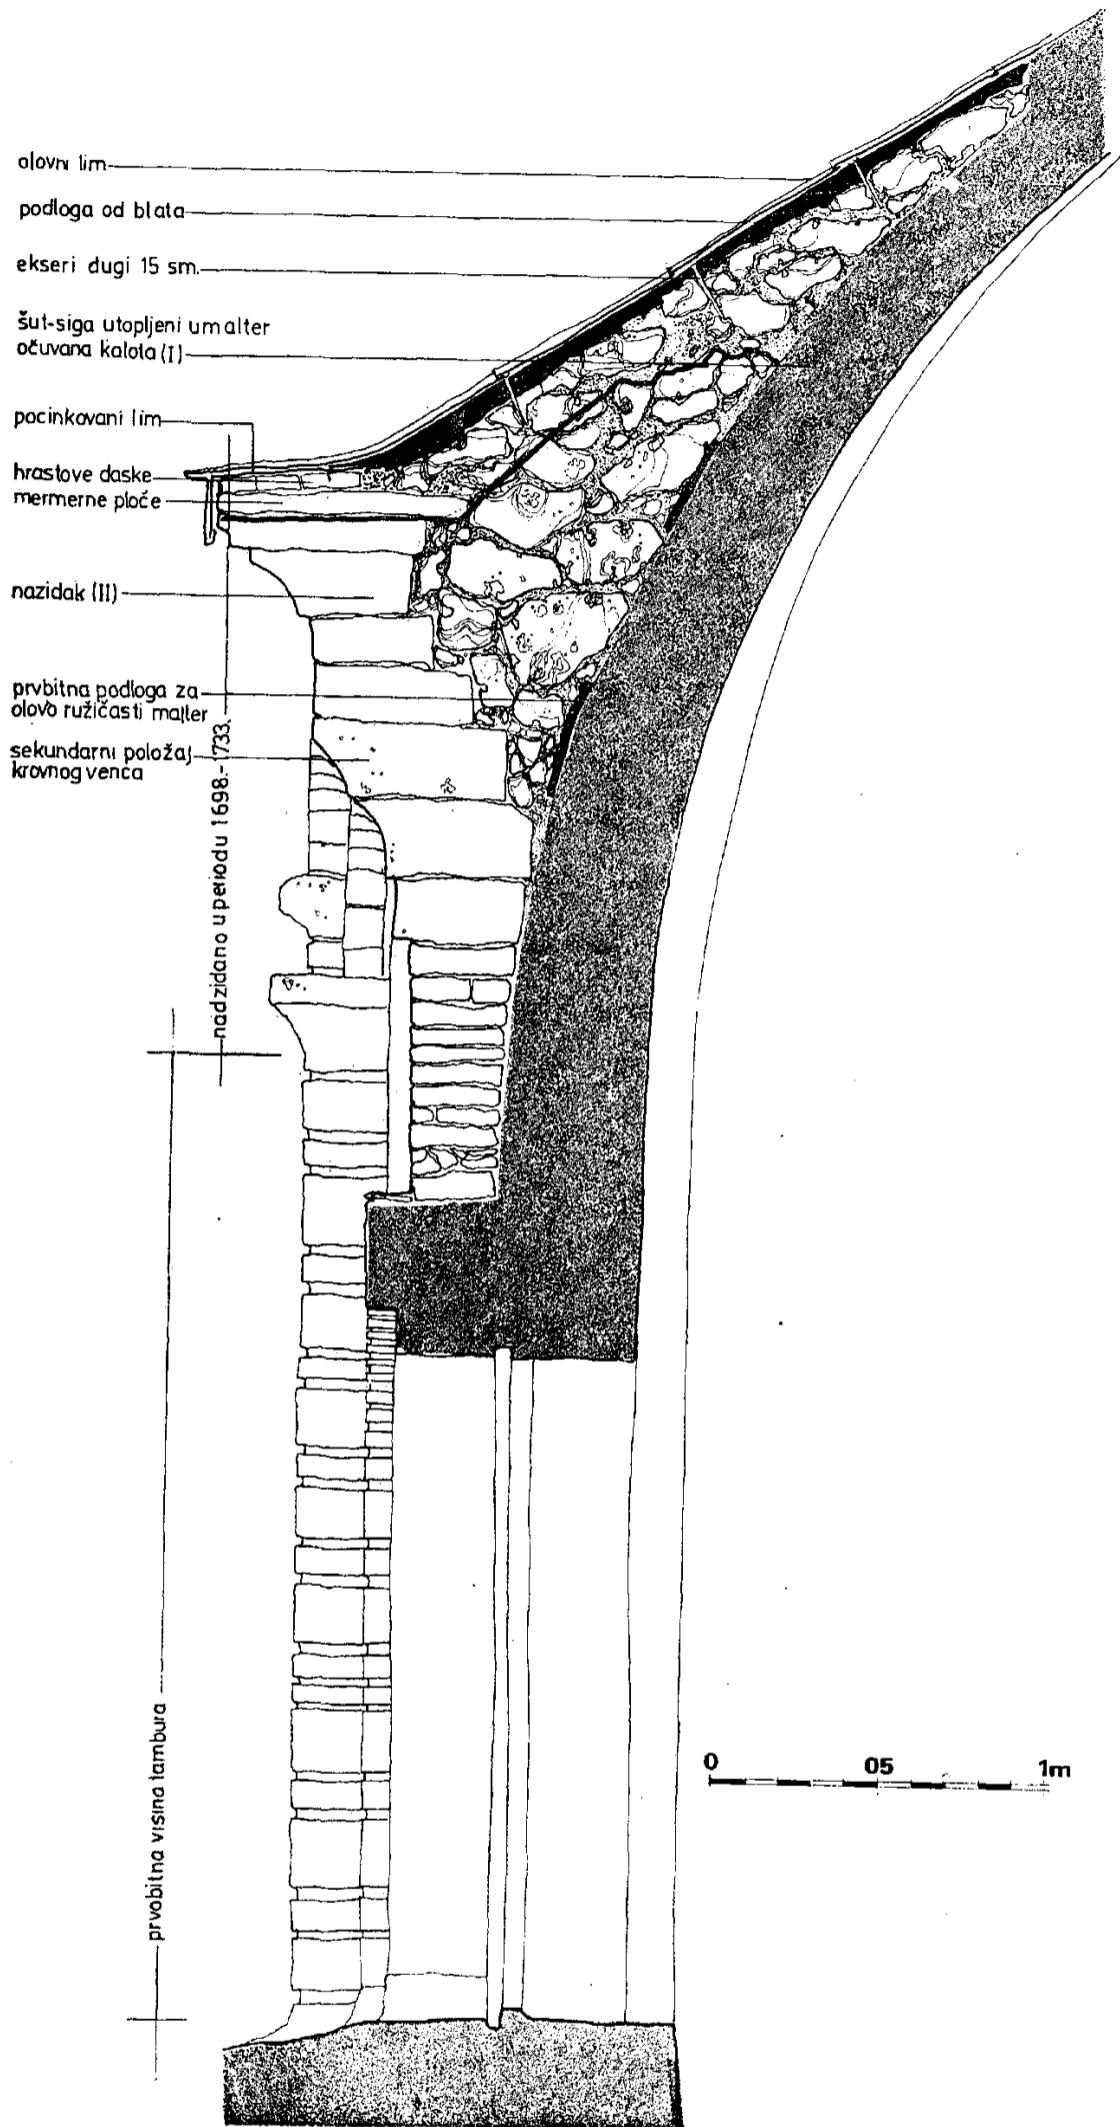 olovni lim
podloga od blata
ekseri dugi 15 sm.
šut-siga utopljeni u malter
očuvana kalota (I)
pocinkovani lim
hrastove daske
mermerne ploče
nazidak (II)
prvbitna podloga za
olovo ružičasti malter
sekundarni položaj
krovnog venca
nadzidano u periodu 1698.-1733.
prvobitna visina tambura
0 05 1m